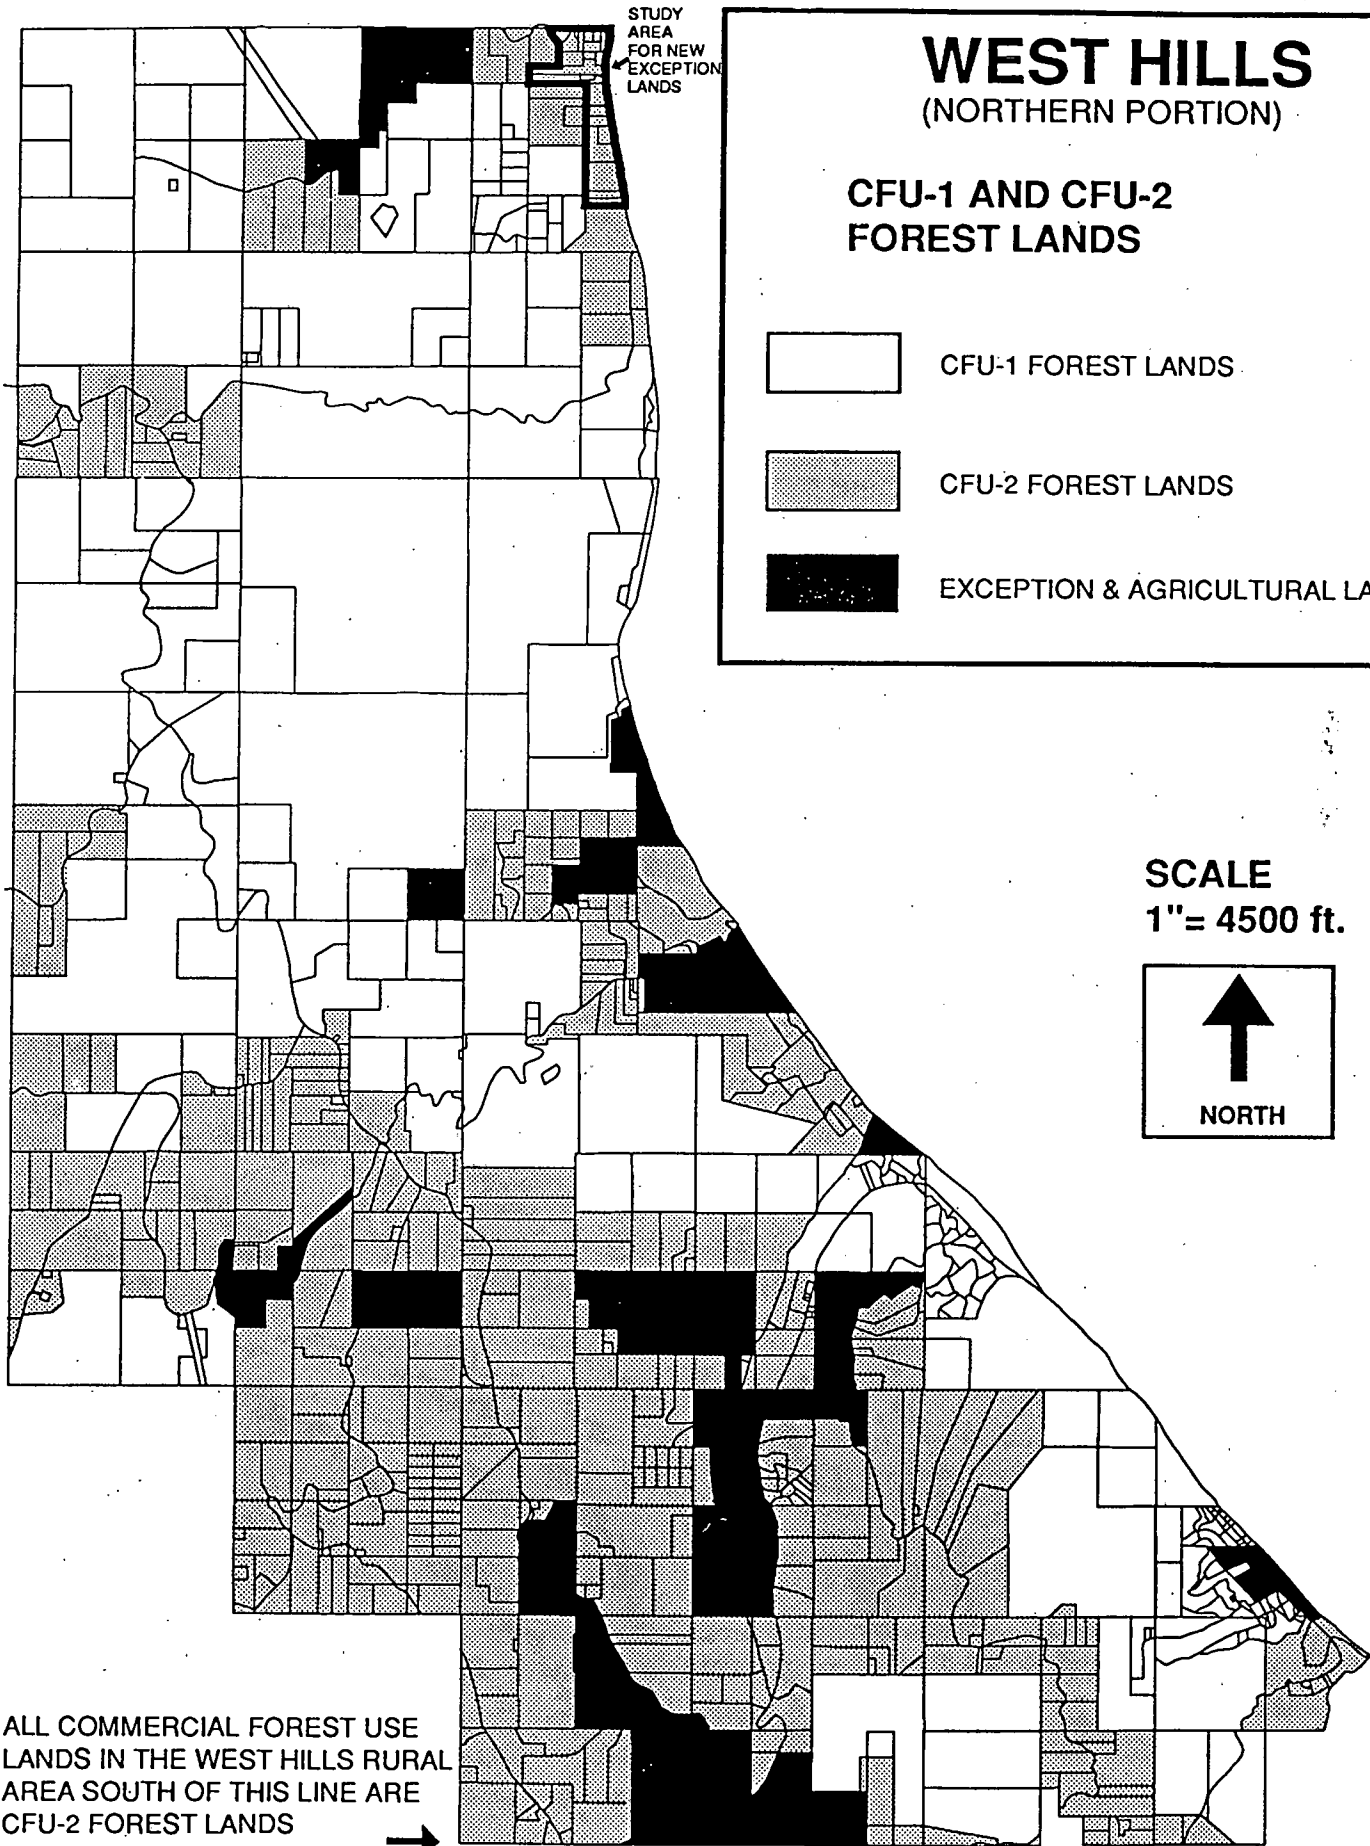 STUDY
AREA
FOR NEW
EXCEPTION
LANDS
WEST HILLS
(NORTHERN PORTION)
CFU-1 AND CFU-2
FOREST LANDS
CFU-1 FOREST LANDS
CFU-2 FOREST LANDS
EXCEPTION & AGRICULTURAL LA
SCALE
1"= 4500 ft.
NORTH
ALL COMMERCIAL FOREST USE
LANDS IN THE WEST HILLS RURAL
AREA SOUTH OF THIS LINE ARE
CFU-2 FOREST LANDS